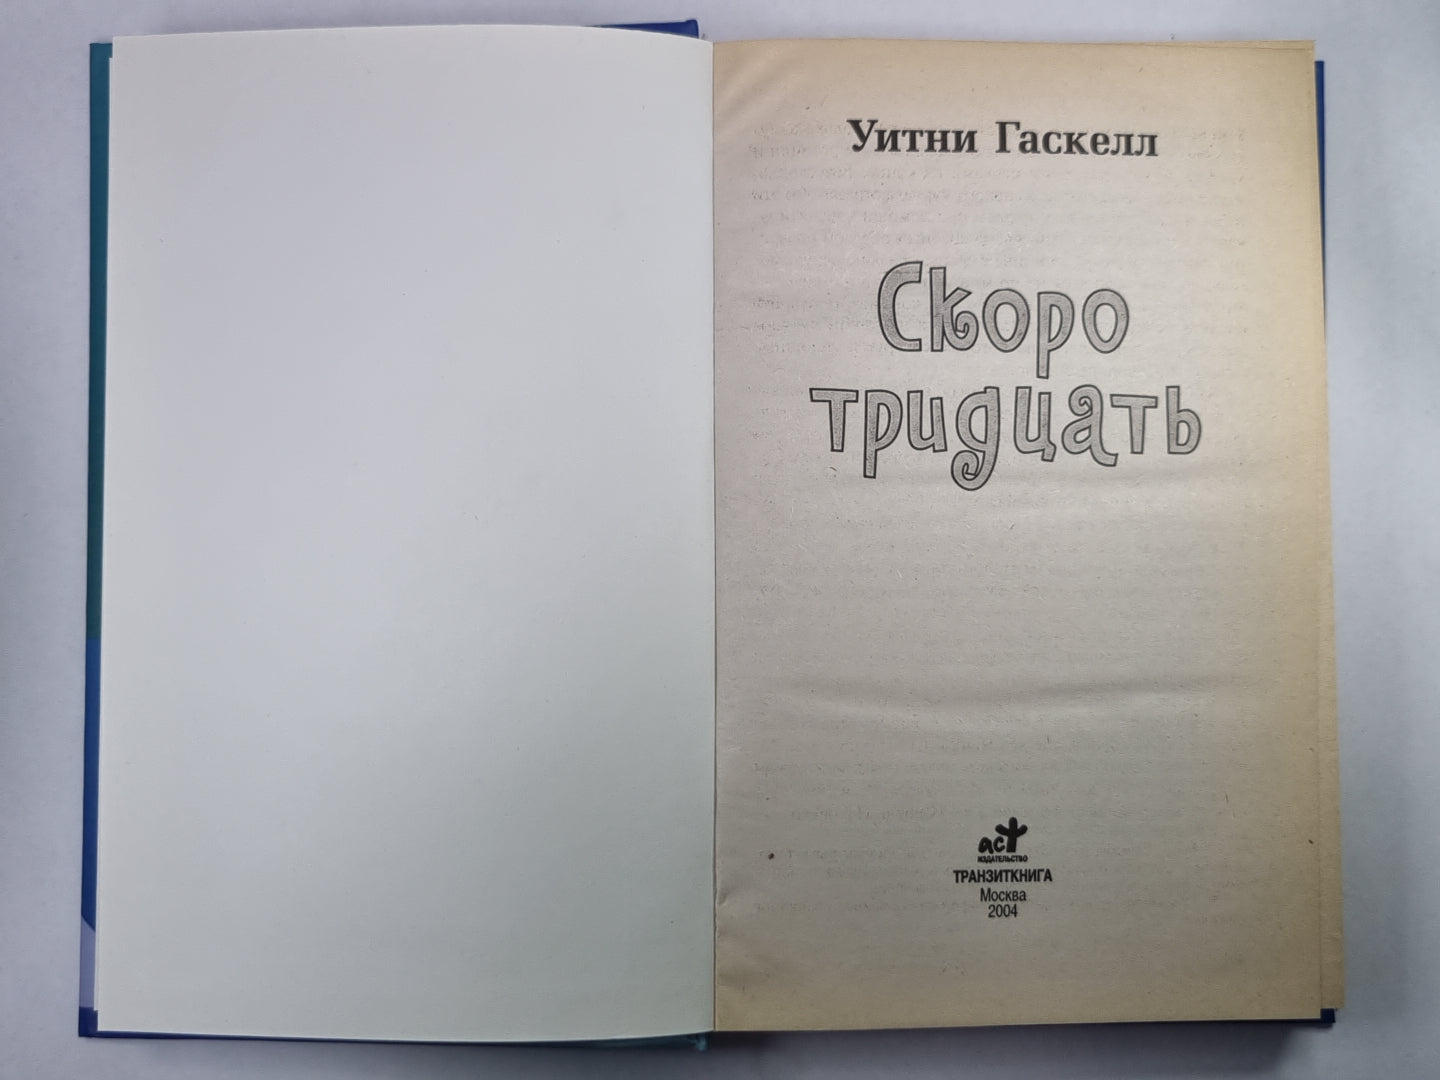 Уитни Гаскелл
Скоро
тридцать
аст
ИЗДАТЕЛЬСТВО
ТРАНЗИТКНИГА
Москва
2004